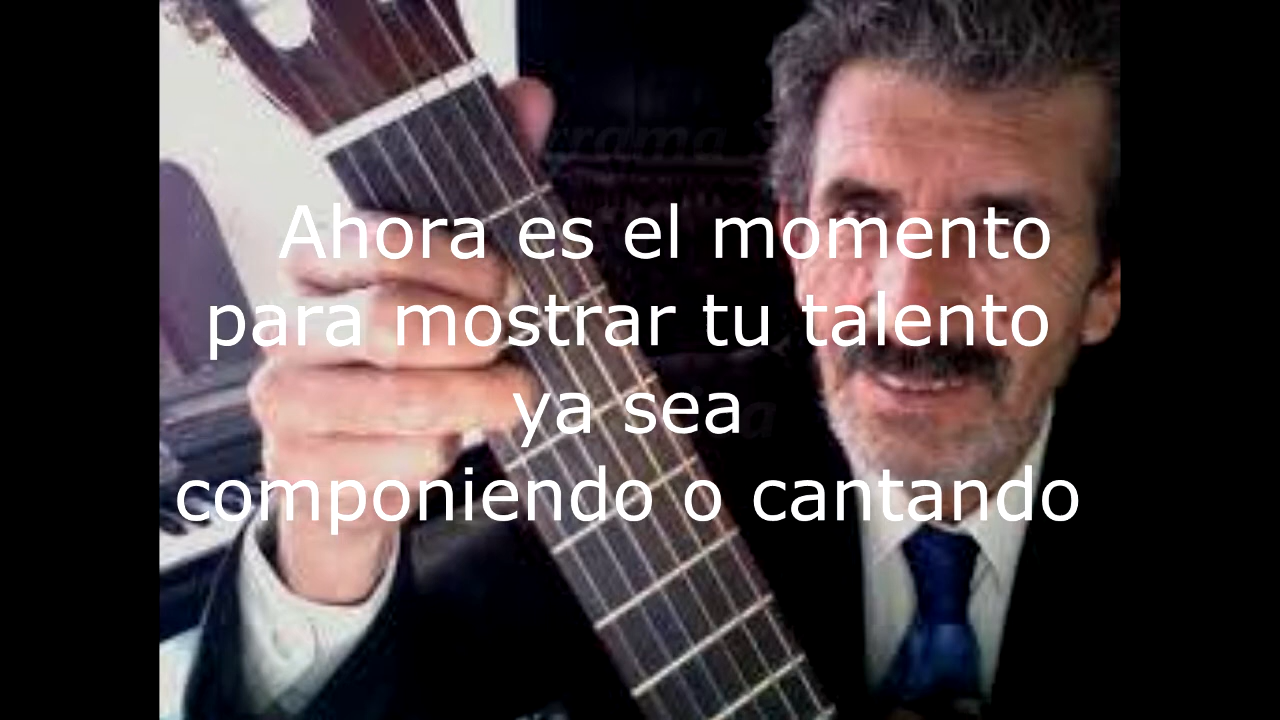 Ahora es el momento
para mostrar tu talento
ya sea
componiendo o cantando